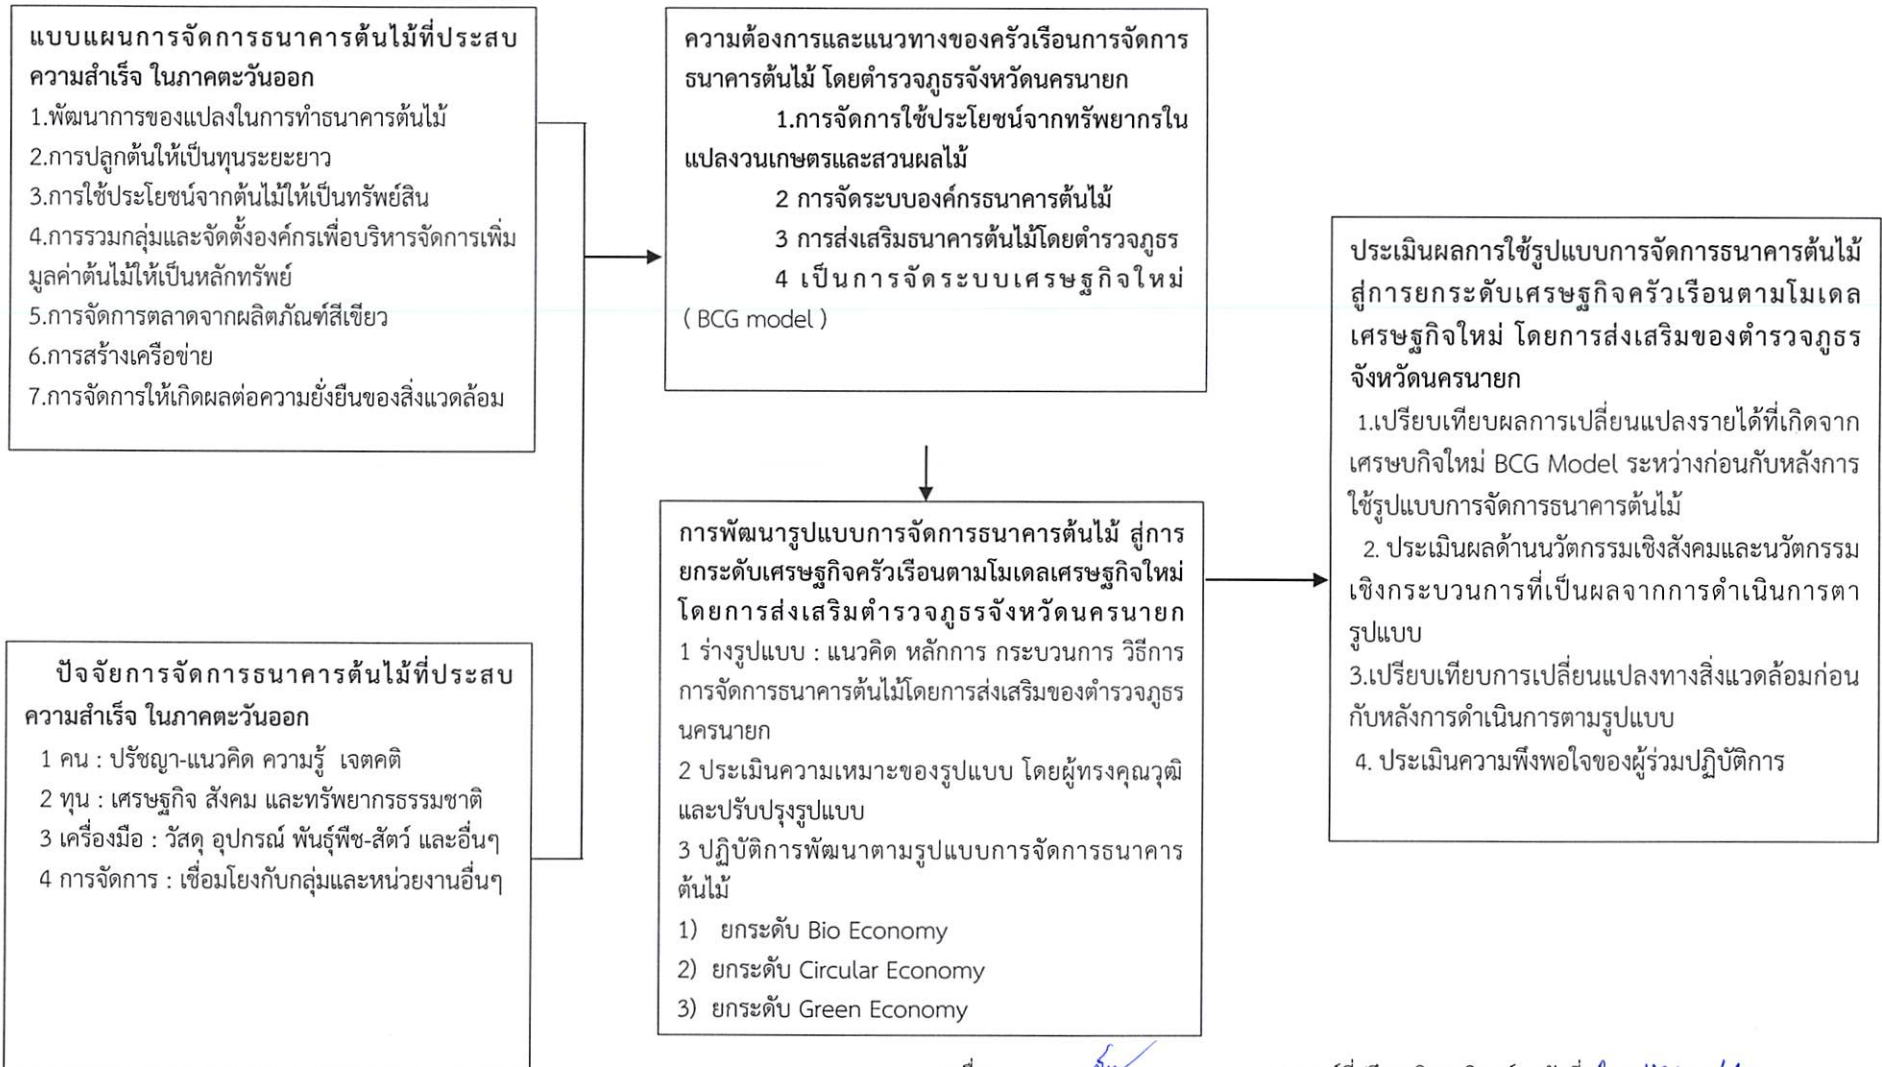 แบบแผนการจัดการธนาคารต้นไม้ที่ประสบ
ความสำเร็จ ในภาคตะวันออก
1.พัฒนาการของแปลงในการทำธนาคารต้นไม้
2.การปลูกต้นให้เป็นทุนระยะยาว
3.การใช้ประโยชน์จากต้นไม้ให้เป็นทรัพย์สิน
4.การรวมกลุ่มและจัดตั้งองค์กรเพื่อบริหารจัดการเพิ่ม
มูลค่าต้นไม้ให้เป็นหลักทรัพย์
5.การจัดการตลาดจากผลิตภัณฑ์สีเขียว
6.การสร้างเครือข่าย
7.การจัดการให้เกิดผลต่อความยั่งยืนของสิ่งแวดล้อม
ปัจจัยการจัดการธนาคารต้นไม้ที่ประสบ
ความสำเร็จ ในภาคตะวันออก
1 คน : ปรัชญา-แนวคิด ความรู้ เจตคติ
2 ทุน : เศรษฐกิจ สังคม และทรัพยากรธรรมชาติ
3 เครื่องมือ : วัสดุ อุปกรณ์ พันธุ์พืช-สัตว์ และอื่นๆ
4 การจัดการ : เชื่อมโยงกับกลุ่มและหน่วยงานอื่นๆ
ความต้องการและแนวทางของครัวเรือนการจัดการ
ธนาคารต้นไม้ โดยตำรวจภูธรจังหวัดนครนายก
1.การจัดการใช้ประโยชน์จากทรัพยากรใน
แปลงวนเกษตรและสวนผลไม้
2 การจัดระบบองค์กรธนาคารต้นไม้
3 การส่งเสริมธนาคารต้นไม้โดยตำรวจภูธร
4 เป็นการจัดระบบเศรษฐกิจใหม่
( BCG model )
การพัฒนารูปแบบการจัดการธนาคารต้นไม้ สู่การ
ยกระดับเศรษฐกิจครัวเรือนตามโมเดลเศรษฐกิจใหม่
โดยการส่งเสริมตำรวจภูธรจังหวัดนครนายก
1 ร่างรูปแบบ : แนวคิด หลักการ กระบวนการ วิธีการ
การจัดการธนาคารต้นไม้โดยการส่งเสริมของตำรวจภูธร
นครนายก
2 ประเมินความเหมาะของรูปแบบ โดยผู้ทรงคุณวุฒิ
และปรับปรุงรูปแบบ
3 ปฏิบัติการพัฒนาตามรูปแบบการจัดการธนาคาร
ต้นไม้
1) ยกระดับ Bio Economy
2) ยกระดับ Circular Economy
3) ยกระดับ Green Economy
ประเมินผลการใช้รูปแบบการจัดการธนาคารต้นไม้
สู่การยกระดับเศรษฐกิจครัวเรือนตามโมเดล
เศรษฐกิจใหม่ โดยการส่งเสริมของตำรวจภูธร
จังหวัดนครนายก
1.เปรียบเทียบผลการเปลี่ยนแปลงรายได้ที่เกิดจาก
เศรษบกิจใหม่ BCG Model ระหว่างก่อนกับหลังการ
ใช้รูปแบบการจัดการธนาคารต้นไม้
2. ประเมินผลด้านนวัตกรรมเชิงสังคมและนวัตกรรม
เชิงกระบวนการที่เป็นผลจากการดำเนินการตา
รูปแบบ
3.เปรียบเทียบการเปลี่ยนแปลงทางสิ่งแวดล้อมก่อน
กับหลังการดำเนินการตามรูปแบบ
4. ประเมินความพึงพอใจของผู้ร่วมปฏิบัติการ